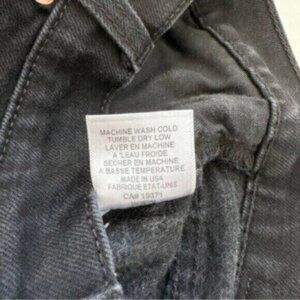 MACHINE WASH COLD
TUMBLE DRY LOW
LAVER EN MACHINE
A L'EAU FROIDE
SECHER EN MACHINE
A BASSE TEMPERATURE
MADE IN USA
FABRIQUE ETAT-UNIS
CA# 19371